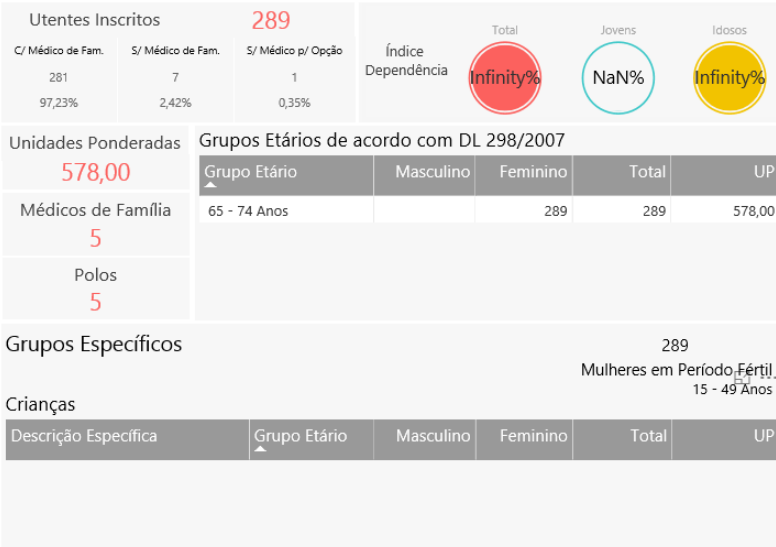 Utentes Inscritos 289
C/ Médico de Fam. S/ Médico de Fam. S/ Médico p/ Opção
281 7 1
97,23% 2,42% 0,35%
Índice
Dependência
Total Jovens Idosos
Infinity% NaN% Infinity%
Unidades Ponderadas
578,00
Médicos de Família
5
Polos
5
Grupos Etários de acordo com DL 298/2007
Grupo Etário Masculino Feminino Total UP
65 - 74 Anos 289 289 578,00
Grupos Específicos
289
Mulheres em Período Fértil
15 - 49 Anos
Crianças
Descrição Específica Grupo Etário Masculino Feminino Total UP